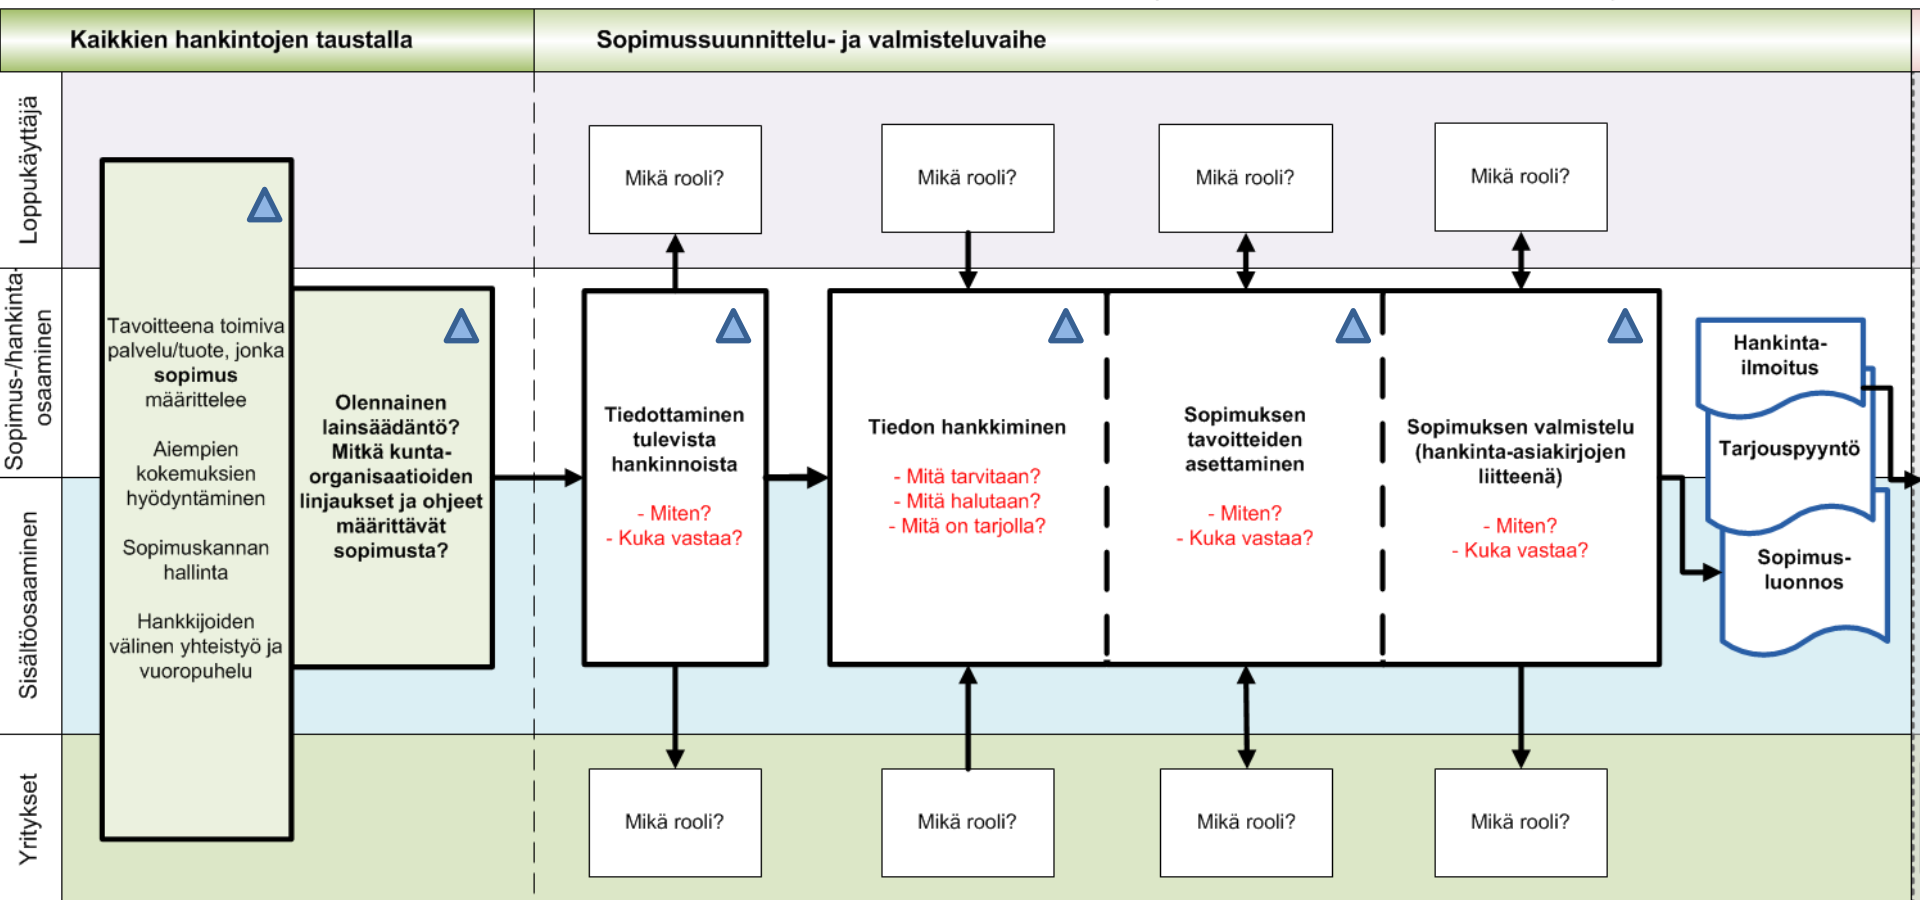 Kaikkien hankintojen taustalla
Sopimussuunnittelu- ja valmisteluvaihe
Loppukäyttäjä
Sopimus-/hankinta-
osaaminen
Sisältöosaaminen
Yritykset
Mikä rooli?
Mikä rooli?
Mikä rooli?
Mikä rooli?
Tavoitteena toimiva
palvelu/tuote, jonka
sopimus
määrittelee
Aiempien
kokemuksien
hyödyntäminen
Sopimuskannan
hallinta
Hankkijoiden
välinen yhteistyö ja
vuoropuhelu
Olennainen
lainsäädäntö?
Mitkä kunta-
organisaatioiden
linjaukset ja ohjeet
määrittävät
sopimusta?
Tiedottaminen
tulevista
hankinnoista
- Miten?
- Kuka vastaa?
Tiedon hankkiminen
- Mitä tarvitaan?
- Mitä halutaan?
- Mitä on tarjolla?
Sopimuksen
tavoitteiden
asettaminen
- Miten?
- Kuka vastaa?
Sopimuksen valmistelu
(hankinta-asiakirjojen
liitteenä)
- Miten?
- Kuka vastaa?
Hankinta-
ilmoitus
Tarjouspyyntö
Sopimus-
luonnos
Mikä rooli?
Mikä rooli?
Mikä rooli?
Mikä rooli?